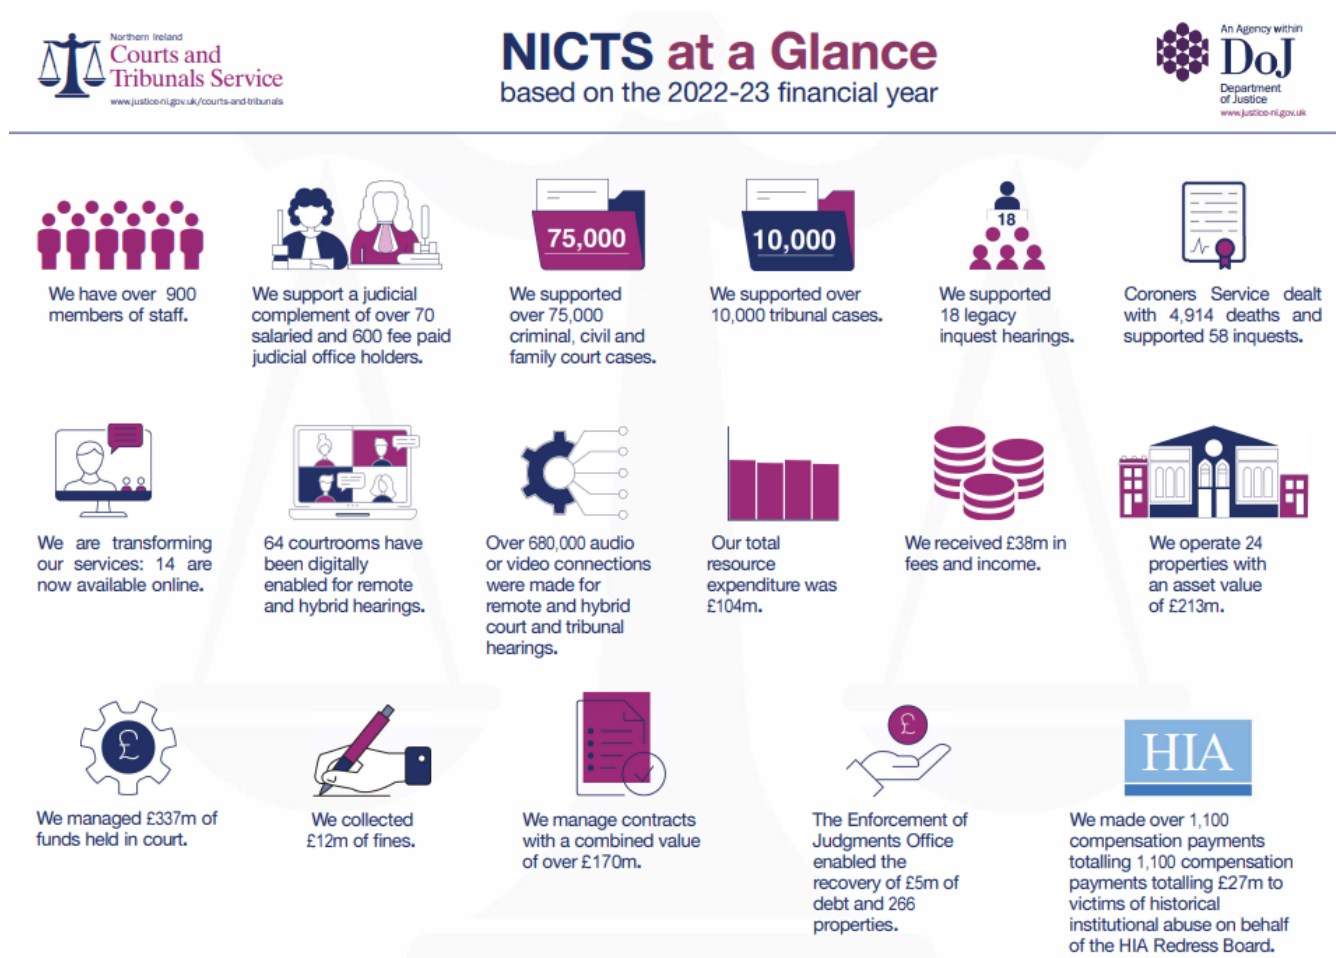 Northern Ireland
Courts and
Tribunals Service
www.justice-ni.gov.uk/courts-and-tribunals
NICTS at a Glance
based on the 2022-23 financial year
An Agency within
DoJ
Department
of Justice
www.justice-ni.gov.uk
We have over 900
members of staff.
We support a judicial
complement of over 70
salaried and 600 fee paid
judicial office holders.
75,000
We supported
over 75,000
criminal, civil and
family court cases.
10,000
We supported over
10,000 tribunal cases.
18
We supported
18 legacy
inquest hearings.
Coroners Service dealt
with 4,914 deaths and
supported 58 inquests.
We are transforming
our services: 14 are
now available online.
64 courtrooms have
been digitally
enabled for remote
and hybrid hearings.
Over 680,000 audio
or video connections
were made for
remote and hybrid
court and tribunal
hearings.
Our total
resource
expenditure was
£104m.
We received £38m in
fees and income.
We operate 24
properties with
an asset value
of £213m.
£
We managed £337m of
funds held in court.
We collected
£12m of fines.
We manage contracts
with a combined value
of over £170m.
£
The Enforcement of
Judgments Office
enabled the
recovery of £5m of
debt and 266
properties.
HIA
We made over 1,100
compensation payments
totalling 1,100 compensation
payments totalling £27m to
victims of historical
institutional abuse on behalf
of the HIA Redress Board.